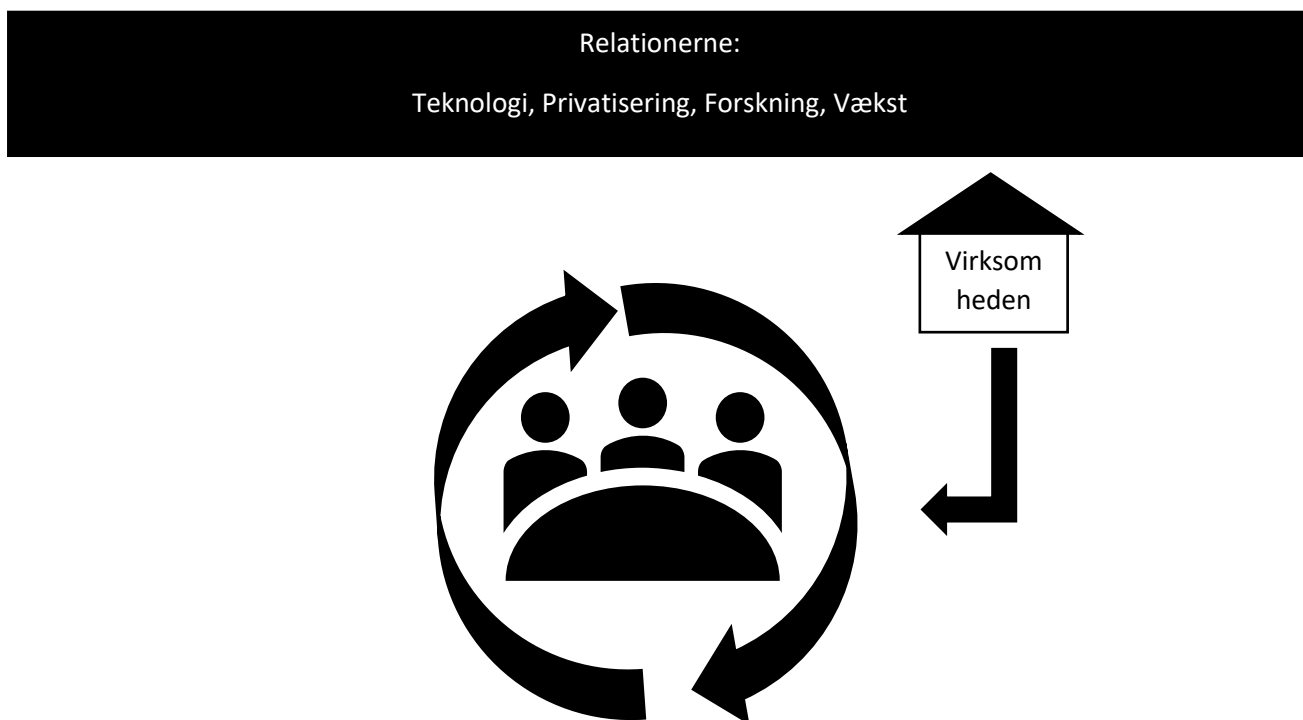 Relationerne:
Teknologi, Privatisering, Forskning, Vækst
Virksom
heden